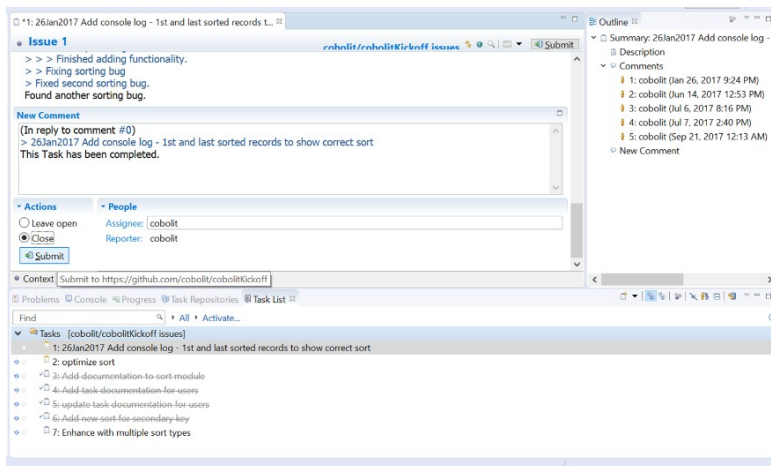 *1: 26Jan2017 Add console log - 1st and last sorted records t...
Issue 1
cobolit/cobolitKickoff issues
Submit
> > > Finished adding functionality.
> > Fixing sorting bug
> Fixed second sorting bug.
Found another sorting bug.
New Comment
(In reply to comment #0)
> 26Jan2017 Add console log - 1st and last sorted records to show correct sort
This Task has been completed.
Actions
People
Leave open
Assignee: cobolit
Close
Reporter: cobolit
Submit
Context
Submit to https://github.com/cobolit/cobolitKickoff
Outline
Summary: 26Jan2017 Add console log -
Description
Comments
1: cobolit (Jan 26, 2017 9:24 PM)
2: cobolit (Jun 14, 2017 12:53 PM)
3: cobolit (Jul 6, 2017 8:16 PM)
4: cobolit (Jul 7, 2017 2:40 PM)
5: cobolit (Sep 21, 2017 12:13 AM)
New Comment
Problems Console Progress Task Repositories Task List
Find All Activate...
Tasks [cobolit/cobolitKickoff issues]
1: 26Jan2017 Add console log - 1st and last sorted records to show correct sort
2: optimize sort
3: Add documentation to sort module
4: Add task documentation for users
5: update task documentation for users
6: Add new sort for secondary key
7: Enhance with multiple sort types